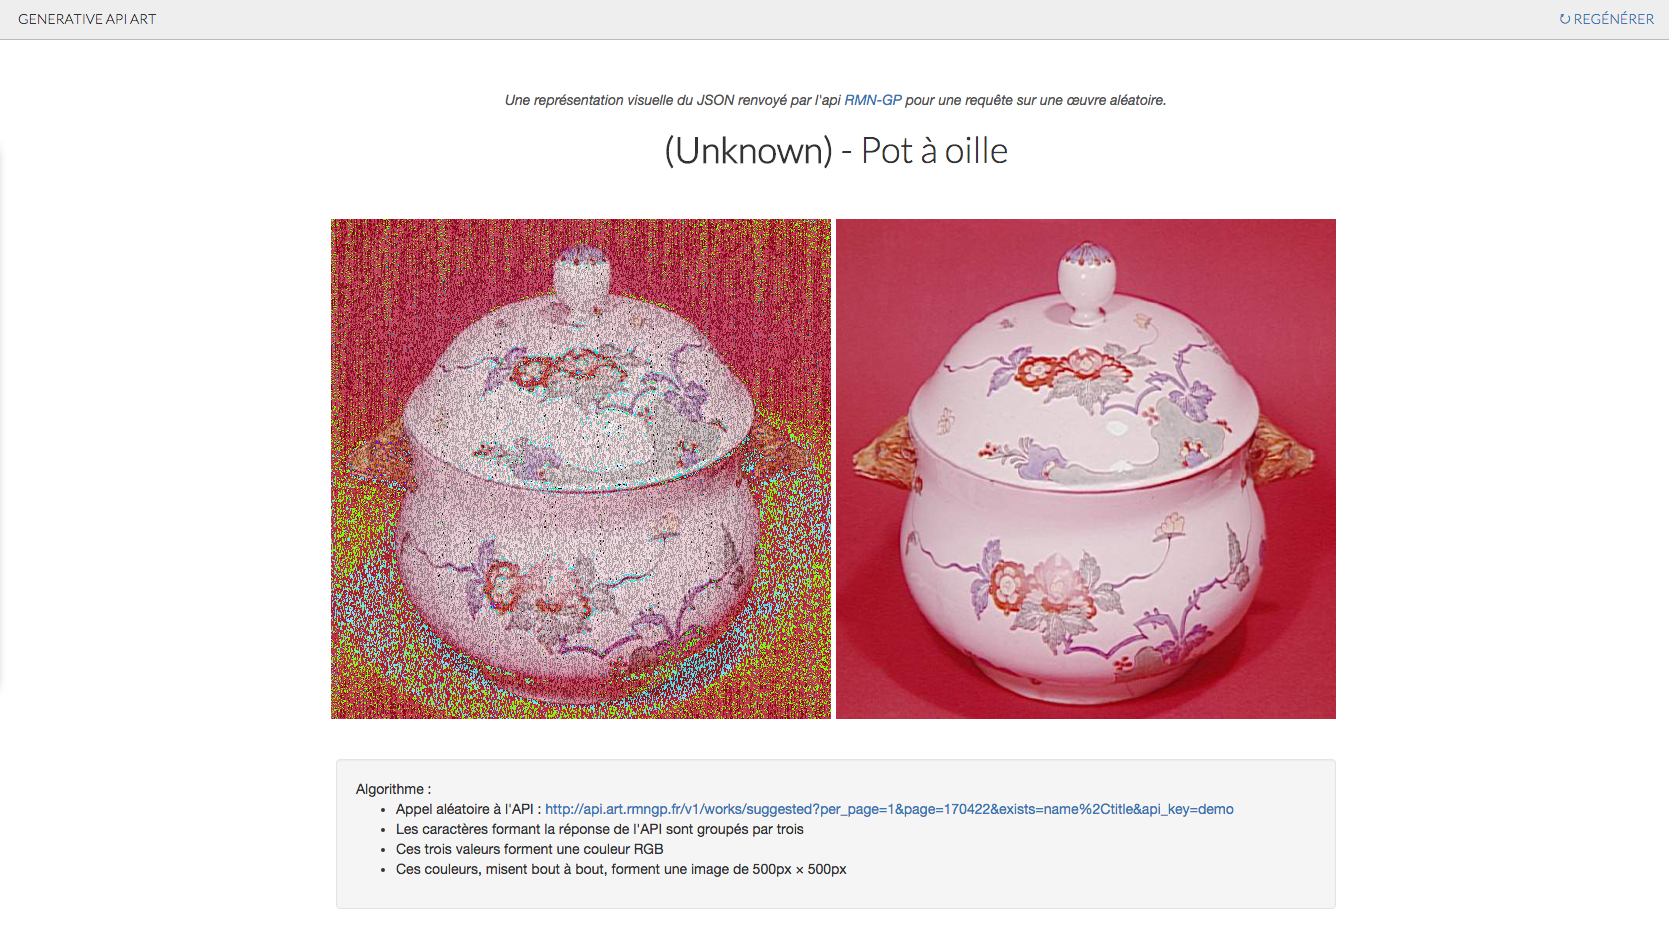 GENERATIVE API ART
↻ REGÉNÉRER
Une représentation visuelle du JSON renvoyé par l'api RMN-GP pour une requête sur une œuvre aléatoire.
(Unknown) - Pot à oille
Algorithme :
• Appel aléatoire à l'API : http://api.art.rmngp.fr/v1/works/suggested?per_page=1&page=170422&exists=name%2Ctitle&api_key=demo
• Les caractères formant la réponse de l'API sont groupés par trois
• Ces trois valeurs forment une couleur RGB
• Ces couleurs, misent bout à bout, forment une image de 500px × 500px